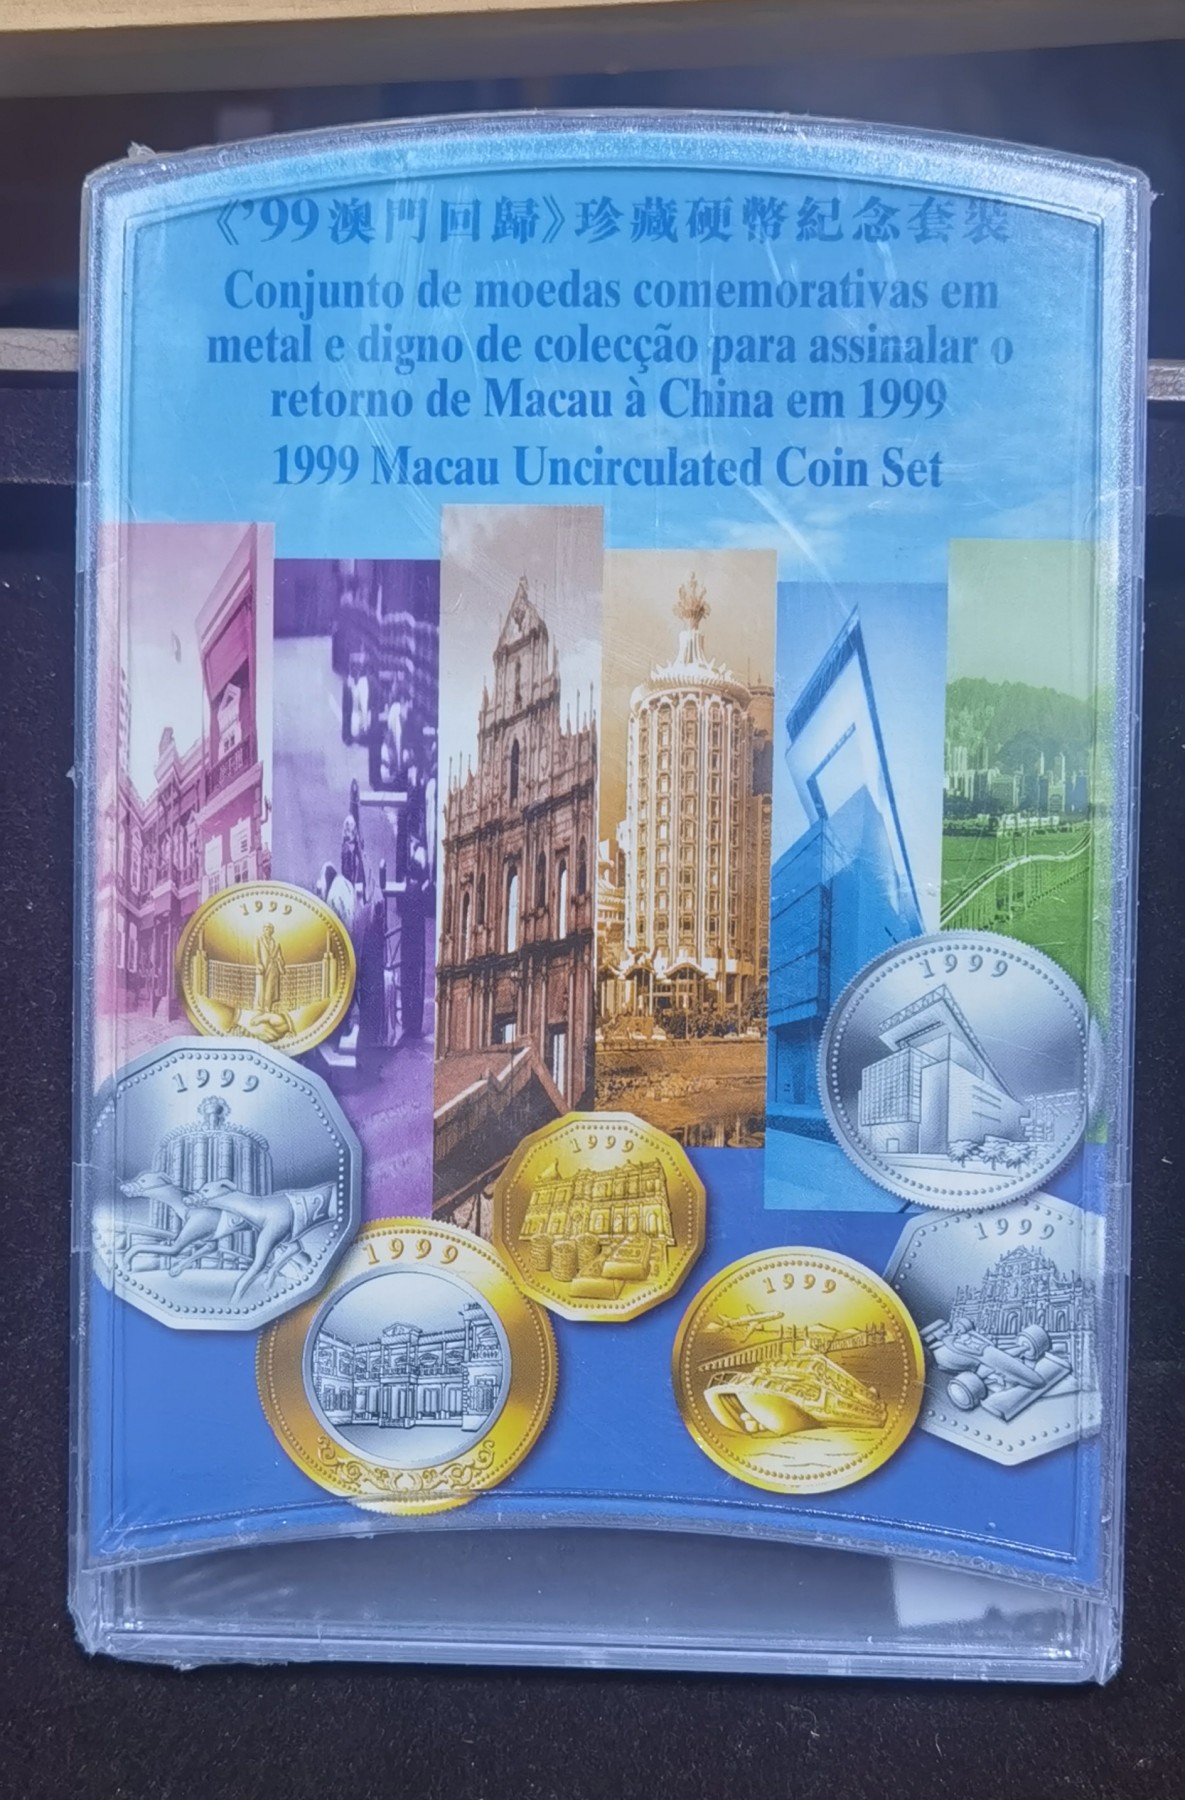 《'99澳門回歸》珍藏硬幣紀念套裝
Conjunto de moedas comemorativas em
metal e digno de colecção para assinalar o
retorno de Macau à China em 1999
1999 Macau Uncirculated Coin Set
1999
1999
1999
1999
1999
1999
1999
2